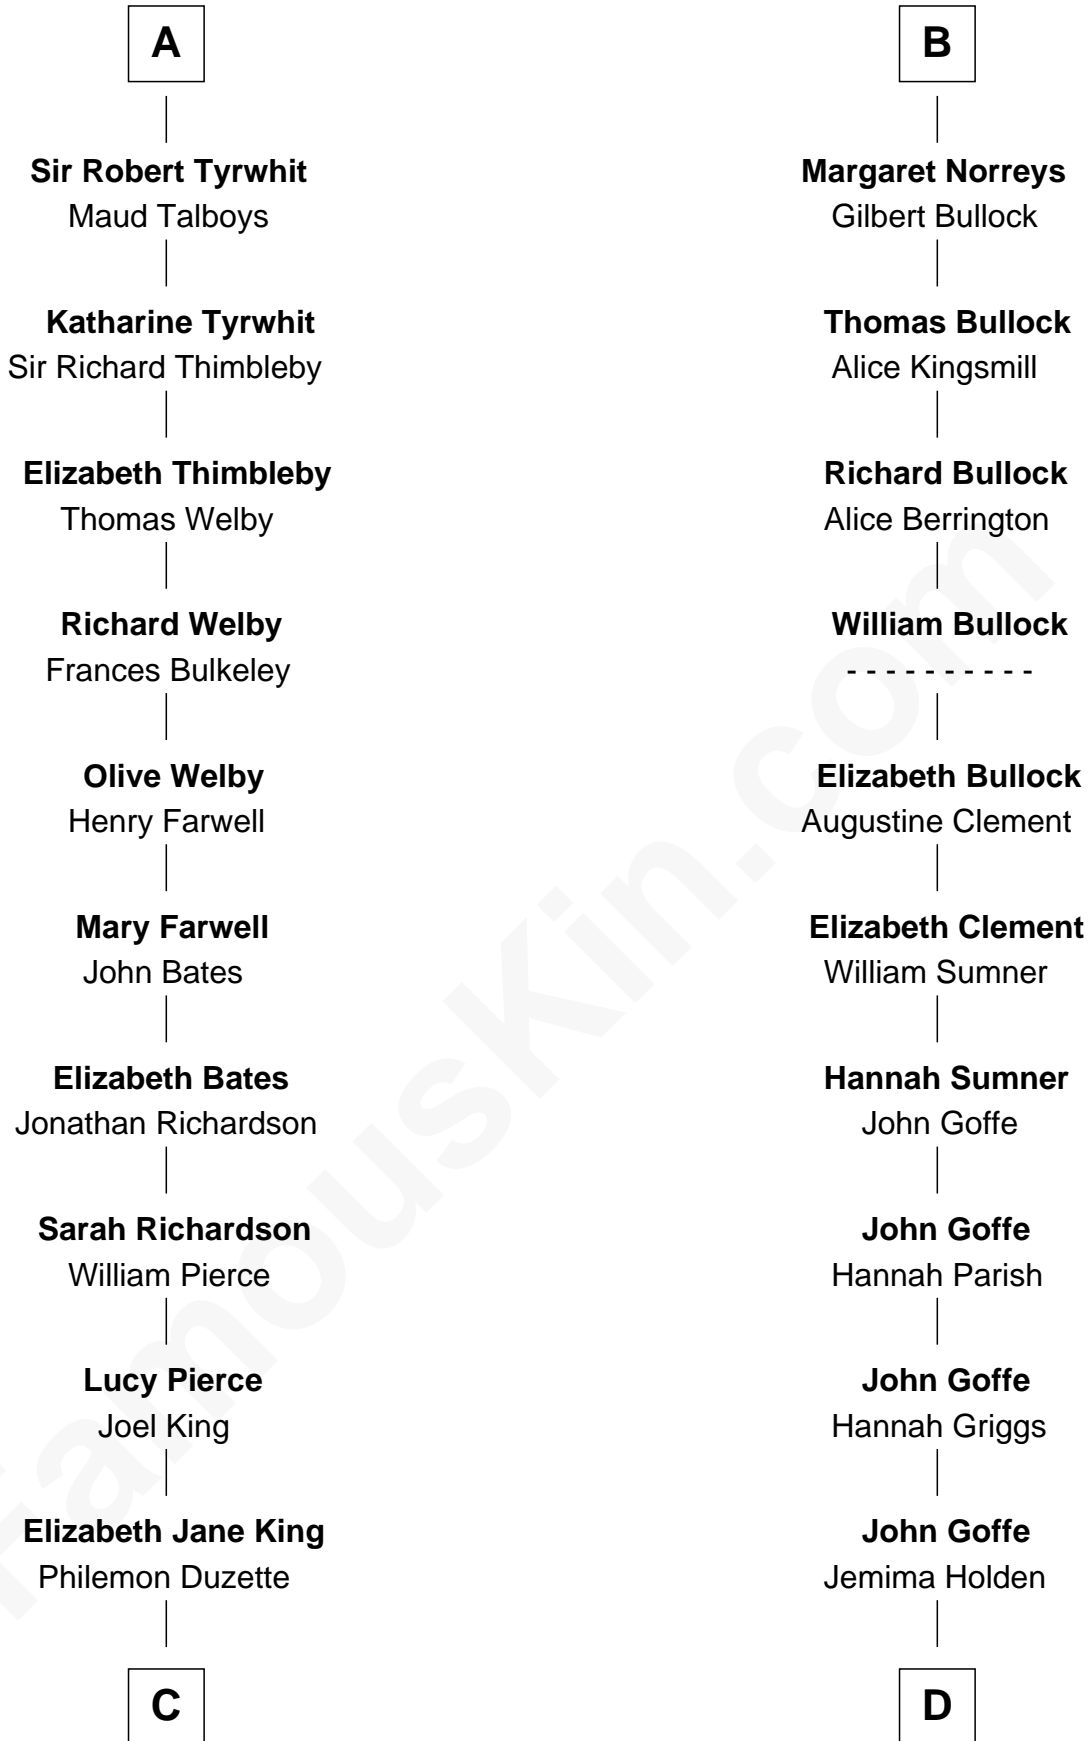 A
Sir Robert Tyrwhit
Maud Talboys
Katharine Tyrwhit
Sir Richard Thimbleby
Elizabeth Thimbleby
Thomas Welby
Richard Welby
Frances Bulkeley
Olive Welby
Henry Farwell
Mary Farwell
John Bates
Elizabeth Bates
Jonathan Richardson
Sarah Richardson
William Pierce
Lucy Pierce
Joel King
Elizabeth Jane King
Philemon Duzette
C
B
Margaret Norreys
Gilbert Bullock
Thomas Bullock
Alice Kingsmill
Richard Bullock
Alice Berrington
William Bullock
- - - - - - - - - -
Elizabeth Bullock
Augustine Clement
Elizabeth Clement
William Sumner
Hannah Sumner
John Goffe
John Goffe
Hannah Parish
John Goffe
Hannah Griggs
John Goffe
Jemima Holden
D
FamousKin.com